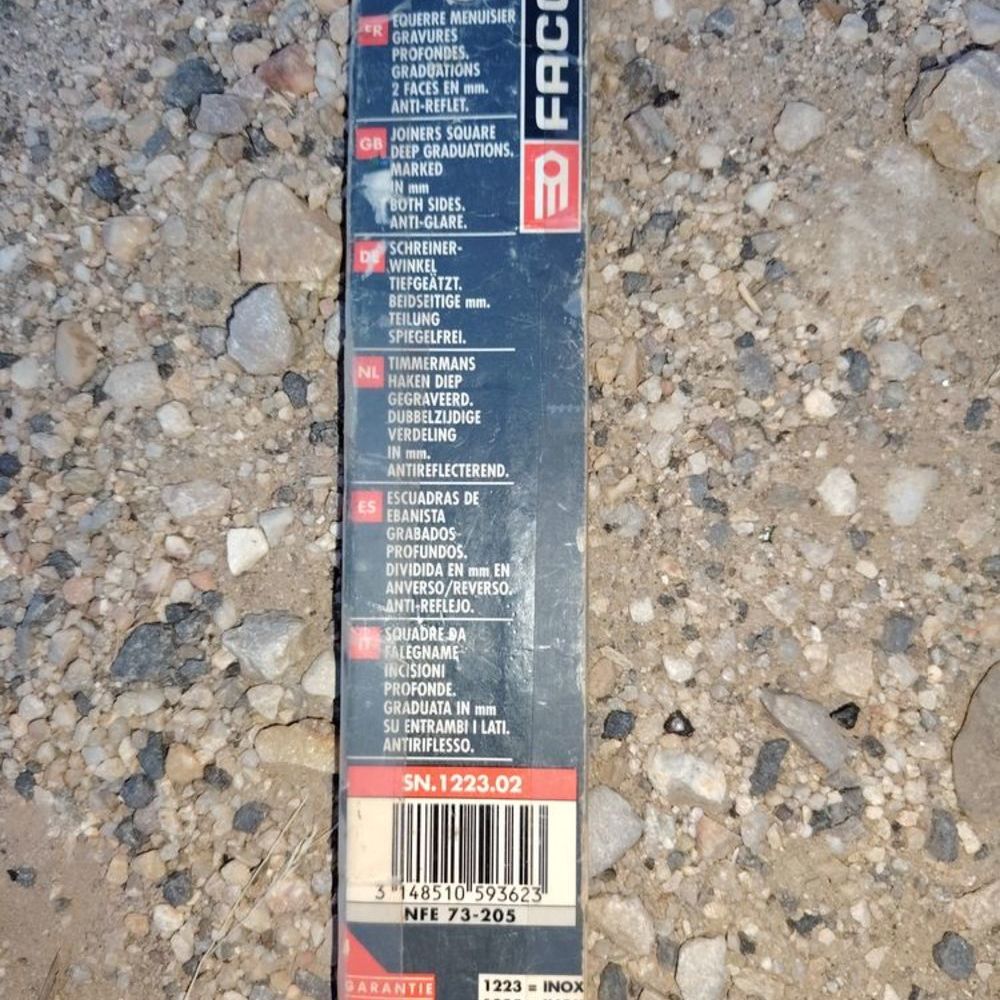 FACO
FR
EQUERRE MENUISIER
GRAVURES
PROFONDES.
GRADUATIONS
2 FACES EN mm.
ANTI-REFLET.
GB
JOINERS SQUARE
DEEP GRADUATIONS.
MARKED
IN mm
BOTH SIDES.
ANTI-GLARE.
DE
SCHREINER-
WINKEL
TIEFGEÄTZT.
BEIDSEITIGE mm.
TEILUNG
SPIEGELFREI.
NL
TIMMERMANS
HAKEN DIEP
GEGRAVEERD.
DUBBELZIJDIGE
VERDELING
IN mm.
ANTIREFLECTEREND.
ES
ESCUADRAS DE
EBANISTA
GRABADOS-
PROFUNDOS.
DIVIDIDA EN mm EN
ANVERSO/REVERSO.
ANTI-REFLEJO.
IT
SQUADRE DA
FALEGNAME
INCISIONI
PROFONDE.
GRADUATA IN mm
SU ENTRAMBI I LATI.
ANTIRIFLESSO.
SN.1223.02
3 148510 593623
NFE 73-205
GARANTIE
1223 = INOX